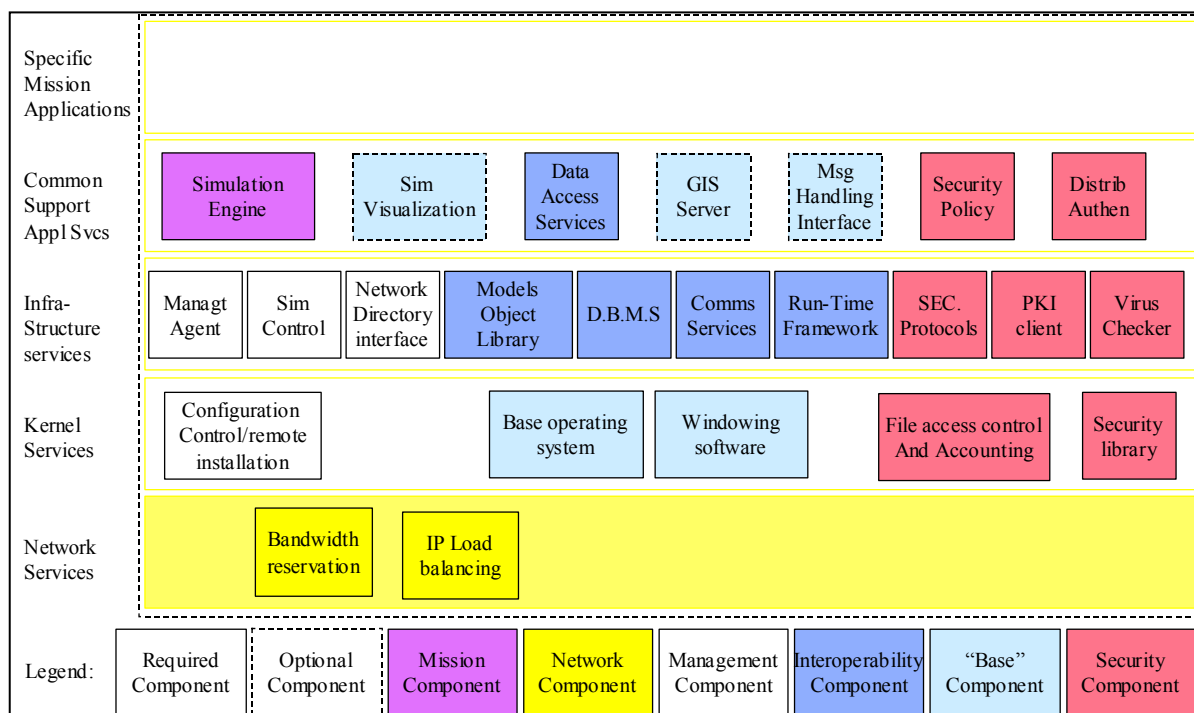 Specific
Mission
Applications
Common
Support
Appl Svcs
Simulation
Engine
Sim
Visualization
Data
Access
Services
GIS
Server
Msg
Handling
Interface
Security
Policy
Distrib
Authen
Infra-
Structure
services
Managt
Agent
Sim
Control
Network
Directory
interface
Models
Object
Library
D.B.M.S
Comms
Services
Run-Time
Framework
SEC.
Protocols
PKI
client
Virus
Checker
Kernel
Services
Configuration
Control/remote
installation
Base operating
system
Windowing
software
File access control
And Accounting
Security
library
Network
Services
Bandwidth
reservation
IP Load
balancing
Legend:
Required
Component
Optional
Component
Mission
Component
Network
Component
Management
Component
Interoperability
Component
“Base”
Component
Security
Component